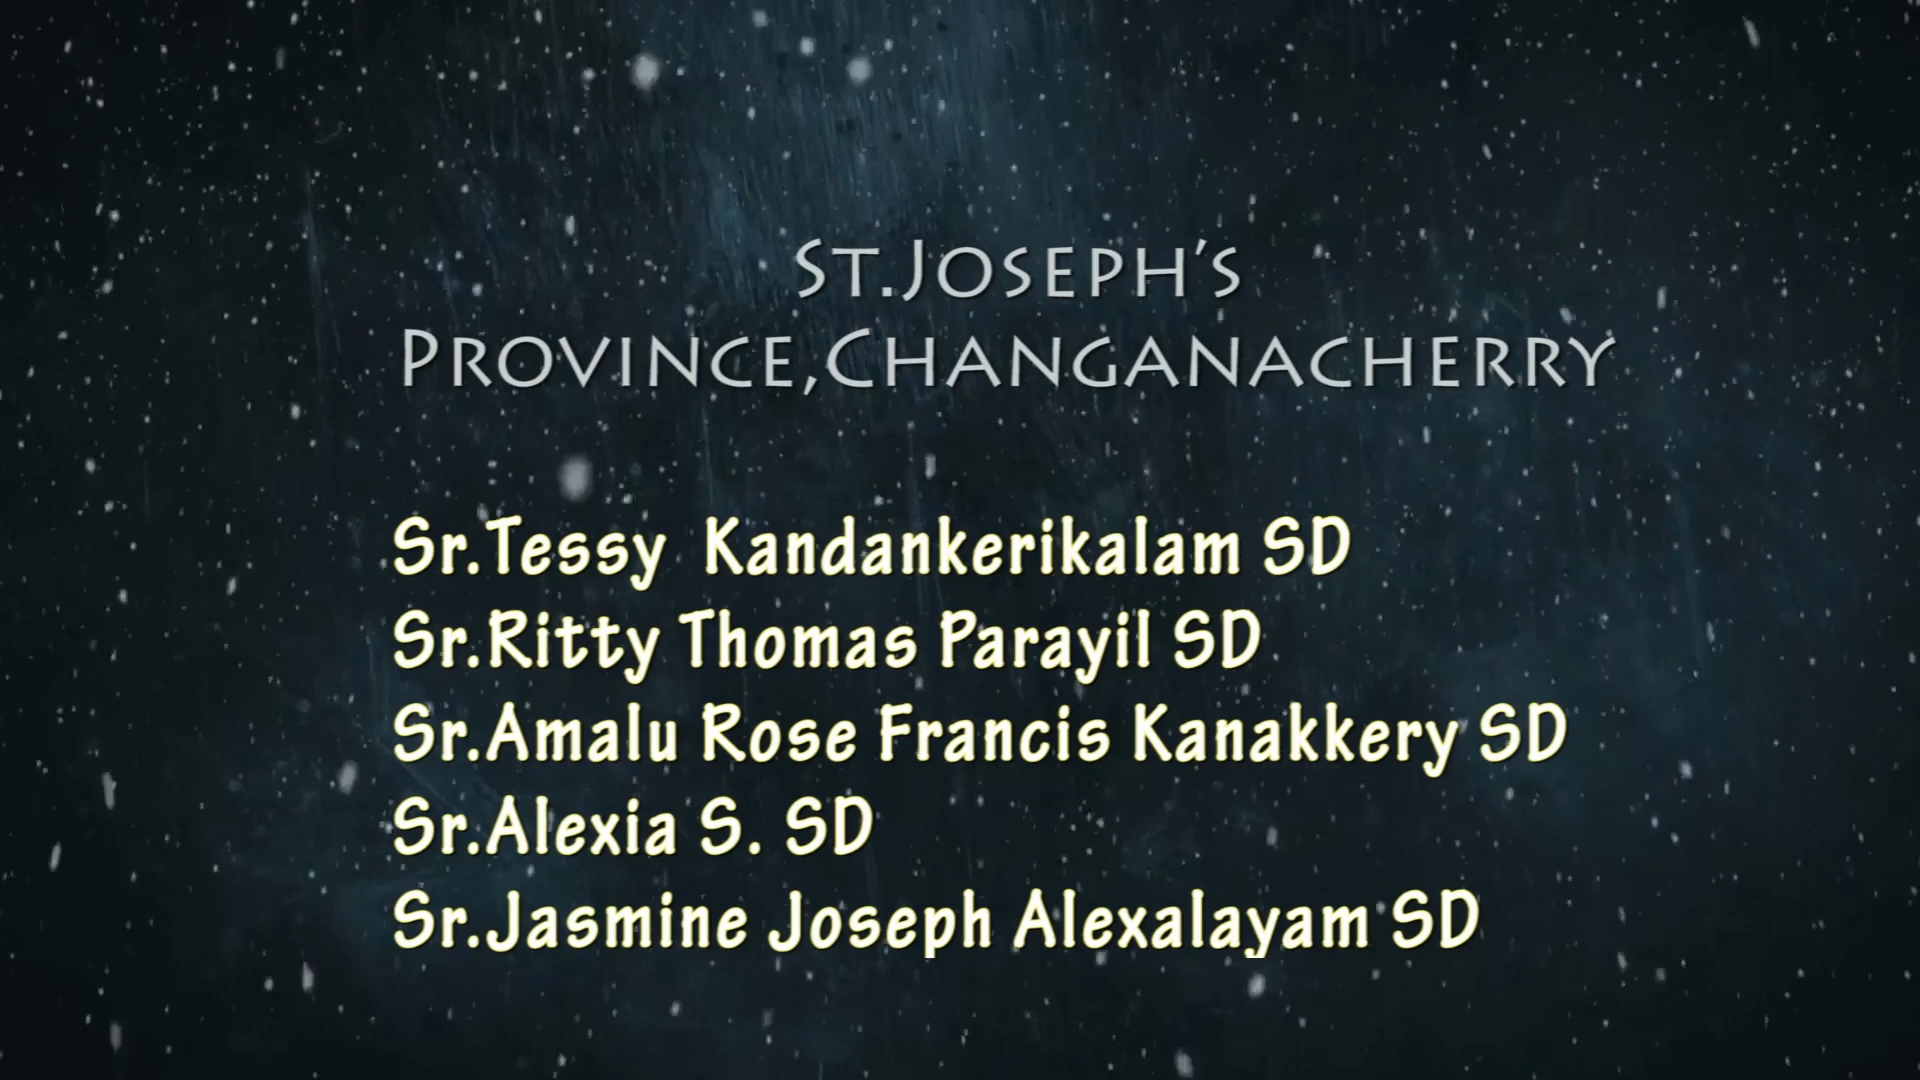 St.Joseph's
Province,Changanacherry
Sr.Tessy Kandankerikalam SD
Sr.Ritty Thomas Parayil SD
Sr.Amalu Rose Francis Kanakkery SD
Sr.Alexia S. SD
Sr.Jasmine Joseph Alexalayam SD